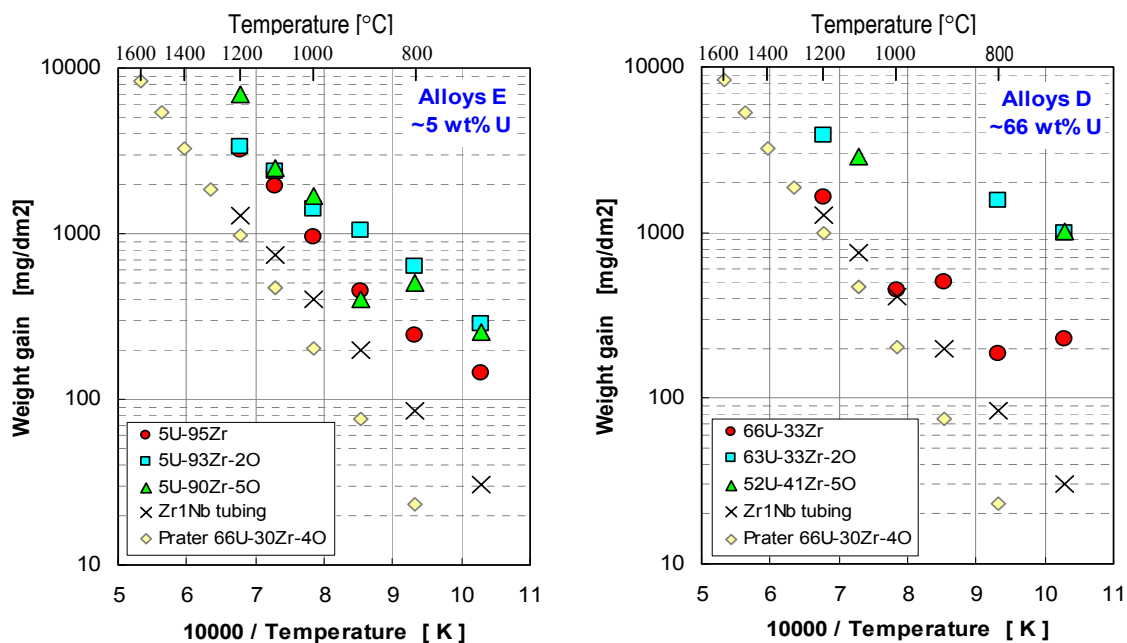 Temperature [°C]
1600 1400 1200 1000 800
10000
1000
100
10
Weight gain [mg/dm2]
Alloys E
~5 wt% U
5U-95Zr
5U-93Zr-2O
5U-90Zr-5O
Zr1Nb tubing
Prater 66U-30Zr-4O
5 6 7 8 9 10 11
10000 / Temperature [ K ]
Temperature [°C]
1600 1400 1200 1000 800
10000
1000
100
10
Weight gain [mg/dm2]
Alloys D
~66 wt% U
66U-33Zr
63U-33Zr-2O
52U-41Zr-5O
Zr1Nb tubing
Prater 66U-30Zr-4O
5 6 7 8 9 10 11
10000 / Temperature [ K ]